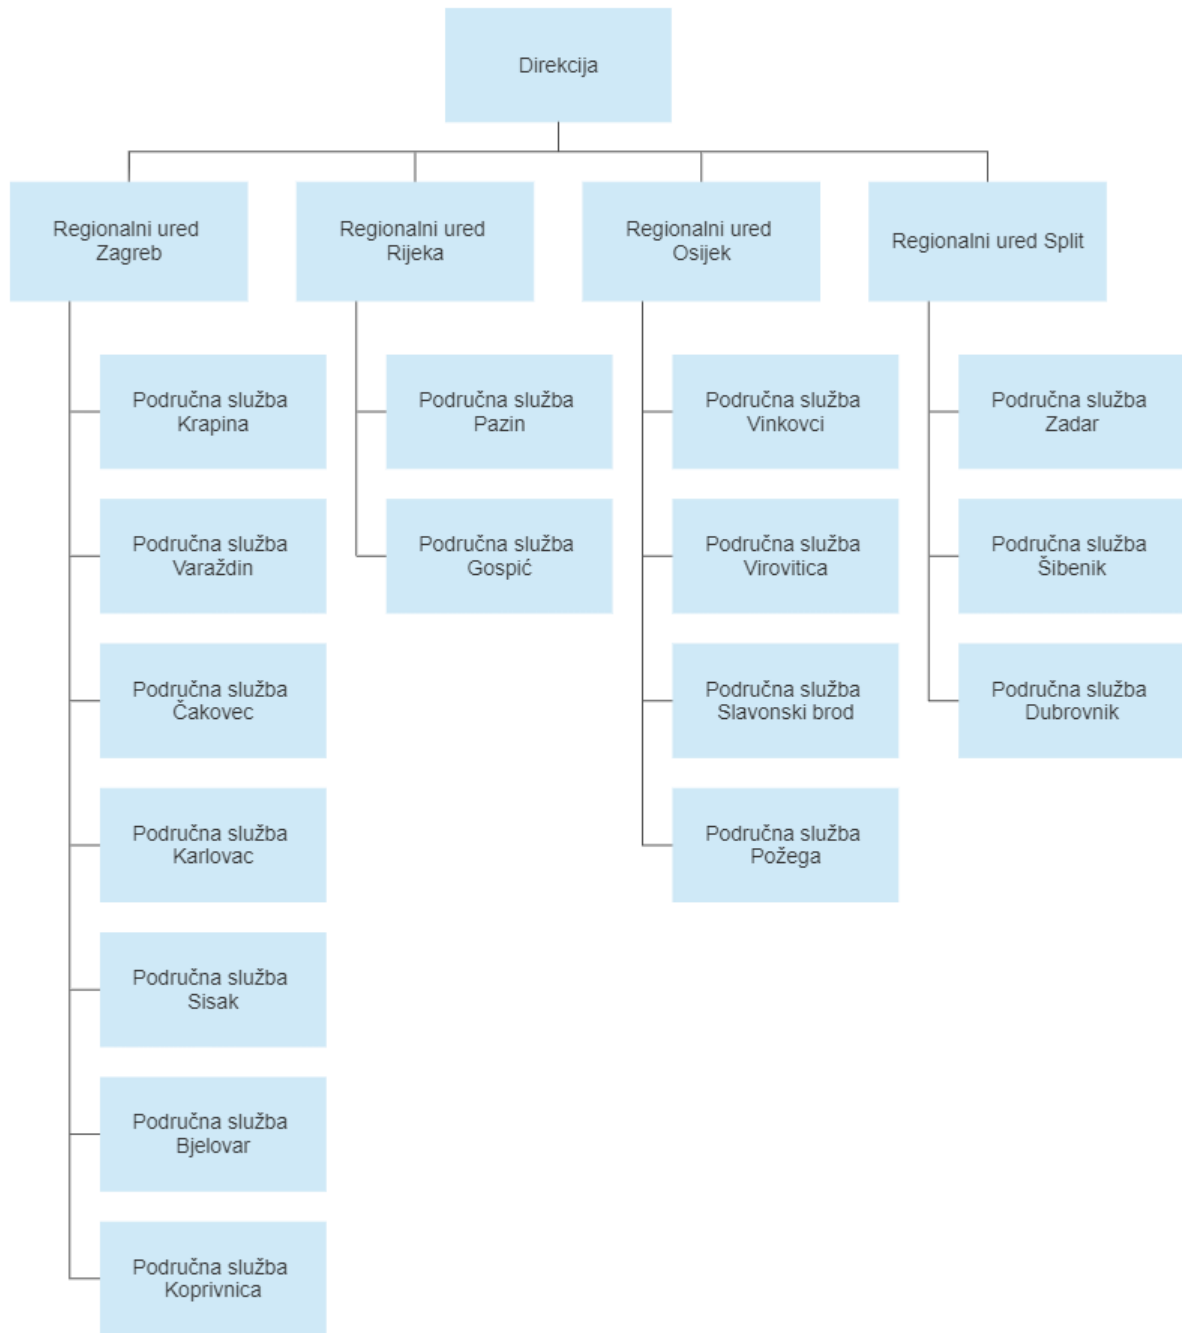 Direkcija
Regionalni ured
Zagreb
Regionalni ured
Rijeka
Regionalni ured
Osijek
Regionalni ured Split
Područna služba
Krapina
Područna služba
Varaždin
Područna služba
Čakovec
Područna služba
Karlovac
Područna služba
Sisak
Područna služba
Bjelovar
Područna služba
Koprivnica
Područna služba
Pazin
Područna služba
Gospić
Područna služba
Vinkovci
Područna služba
Virovitica
Područna služba
Slavonski brod
Područna služba
Požega
Područna služba
Zadar
Područna služba
Šibenik
Područna služba
Dubrovnik